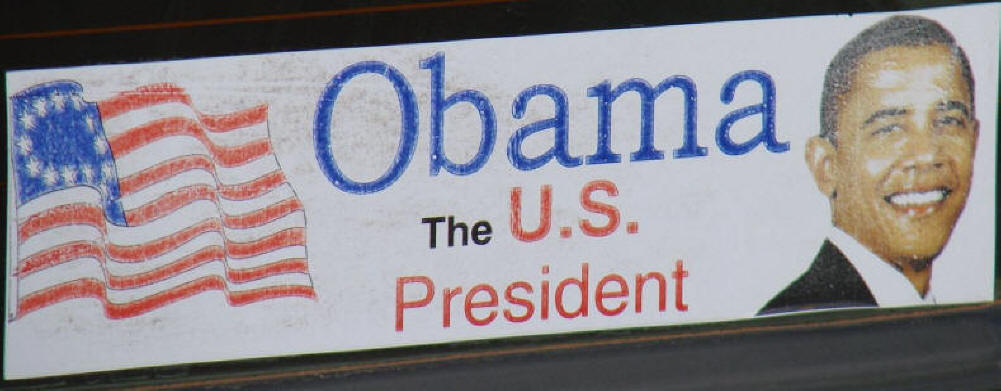 Obama
The U.S.
President